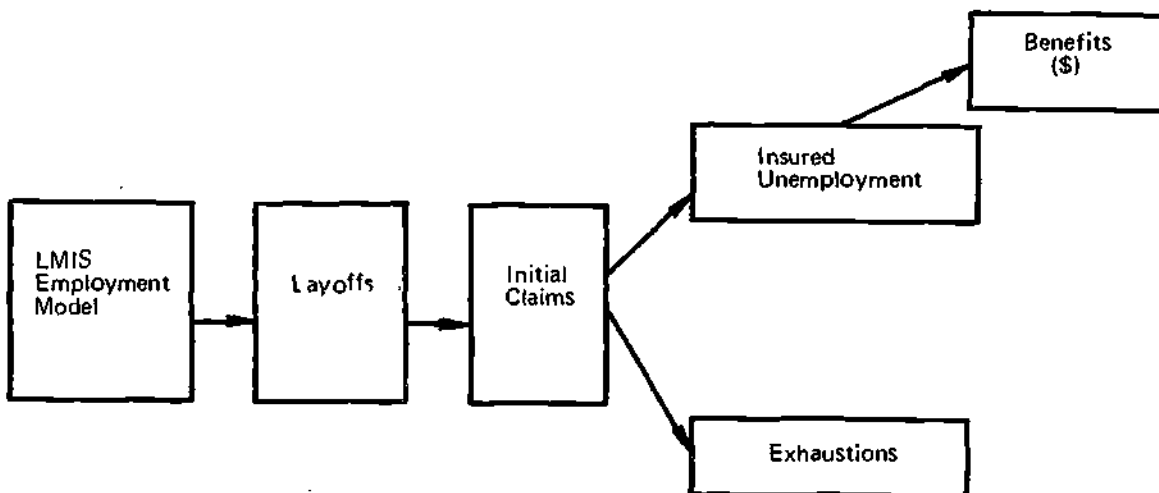 LMIS
Employment
Model
Layoffs
Initial
Claims
Insured
Unemployment
Benefits
($)
Exhaustions